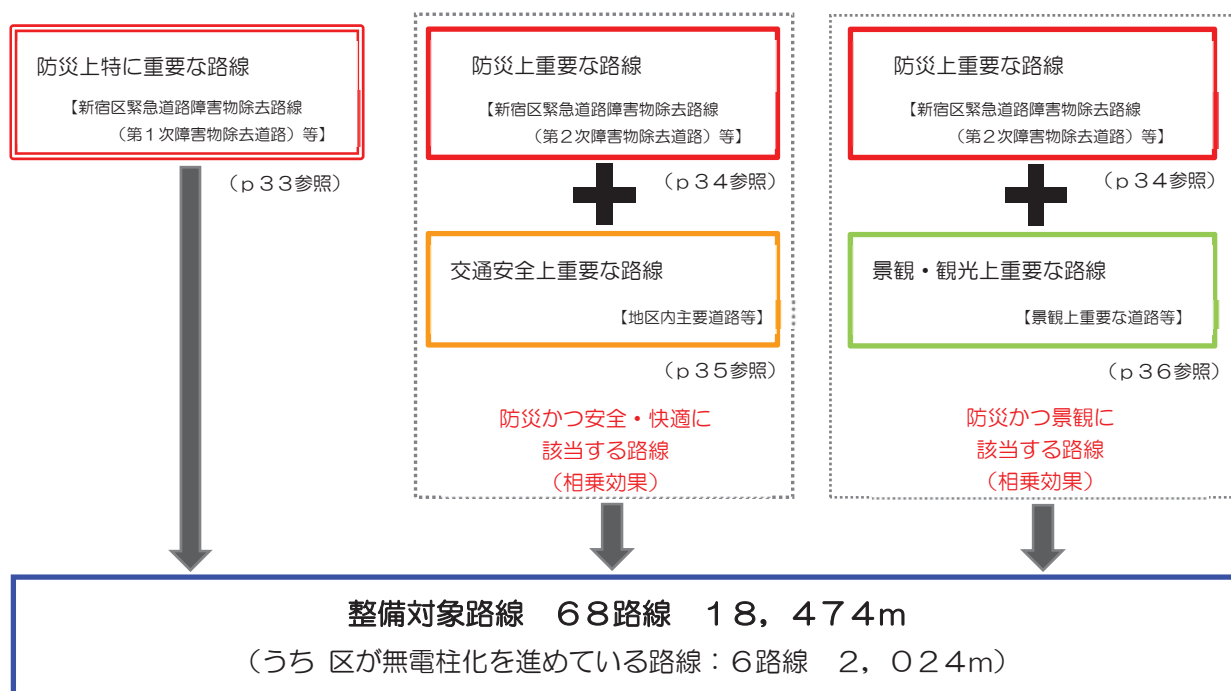 防災上特に重要な路線
【新宿区緊急道路障害物除去路線
（第１次障害物除去道路）等】
（ｐ３３参照）
防災上重要な路線
【新宿区緊急道路障害物除去路線
（第２次障害物除去道路）等】
（ｐ３４参照）
交通安全上重要な路線
【地区内主要道路等】
（ｐ３５参照）
防災かつ安全・快適に
該当する路線
（相乗効果）
防災上重要な路線
【新宿区緊急道路障害物除去路線
（第２次障害物除去道路）等】
（ｐ３４参照）
景観・観光上重要な路線
【景観上重要な道路等】
（ｐ３６参照）
防災かつ景観に
該当する路線
（相乗効果）
整備対象路線　６８路線　１８，４７４ｍ
（うち 区が無電柱化を進めている路線：６路線　２，０２４ｍ）